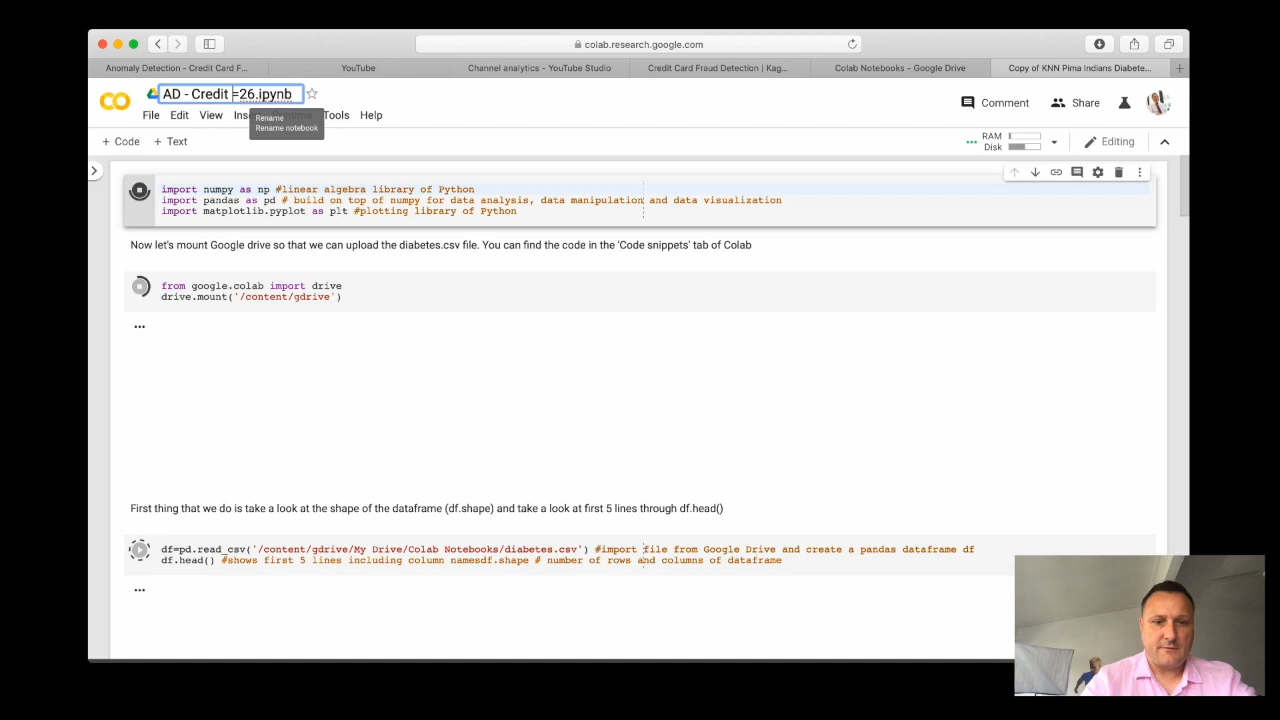 colab.research.google.com
Anomaly Detection - Credit Card F...
YouTube
Channel analytics - YouTube Studio
Credit Card Fraud Detection | Kag...
Colab Notebooks - Google Drive
Copy of KNN Pima Indians Diabete...
AD - Credit =26.ipynb
File Edit View Tools Help
Rename
Rename notebook
Comment
Share
+ Code + Text
RAM
Disk
Editing
import numpy as np #linear algebra library of Python
import pandas as pd # build on top of numpy for data analysis, data manipulation and data visualization
import matplotlib.pyplot as plt #plotting library of Python
Now let's mount Google drive so that we can upload the diabetes.csv file. You can find the code in the 'Code snippets' tab of Colab
from google.colab import drive
drive.mount('/content/gdrive')
...
First thing that we do is take a look at the shape of the dataframe (df.shape) and take a look at first 5 lines through df.head()
df=pd.read_csv('/content/gdrive/My Drive/Colab Notebooks/diabetes.csv') #import file from Google Drive and create a pandas dataframe df
df.head() #shows first 5 lines including column namesdf.shape # number of rows and columns of dataframe
...